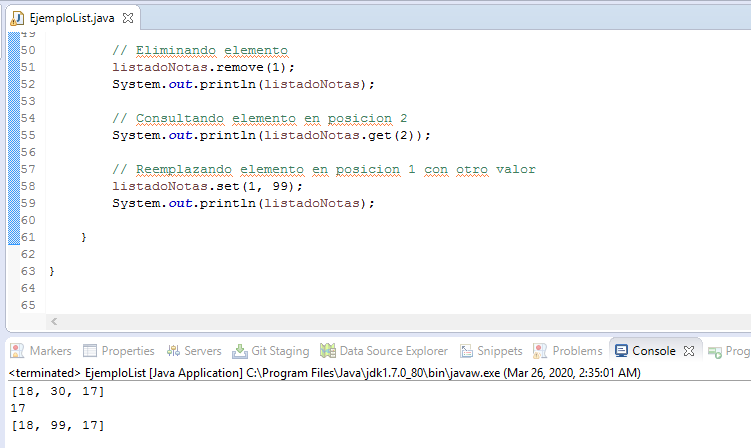 EjemploList.java
49
50 // Eliminando elemento
51 listadoNotas.remove(1);
52 System.out.println(listadoNotas);
53
54 // Consultando elemento en posicion 2
55 System.out.println(listadoNotas.get(2));
56
57 // Reemplazando elemento en posicion 1 con otro valor
58 listadoNotas.set(1, 99);
59 System.out.println(listadoNotas);
60
61 }
62
63 }
64
65
Markers Properties Servers Git Staging Data Source Explorer Snippets Problems Console Prog
<terminated> EjemploList [Java Application] C:\Program Files\Java\jdk1.7.0_80\bin\javaw.exe (Mar 26, 2020, 2:35:01 AM)
[18, 30, 17]
17
[18, 99, 17]